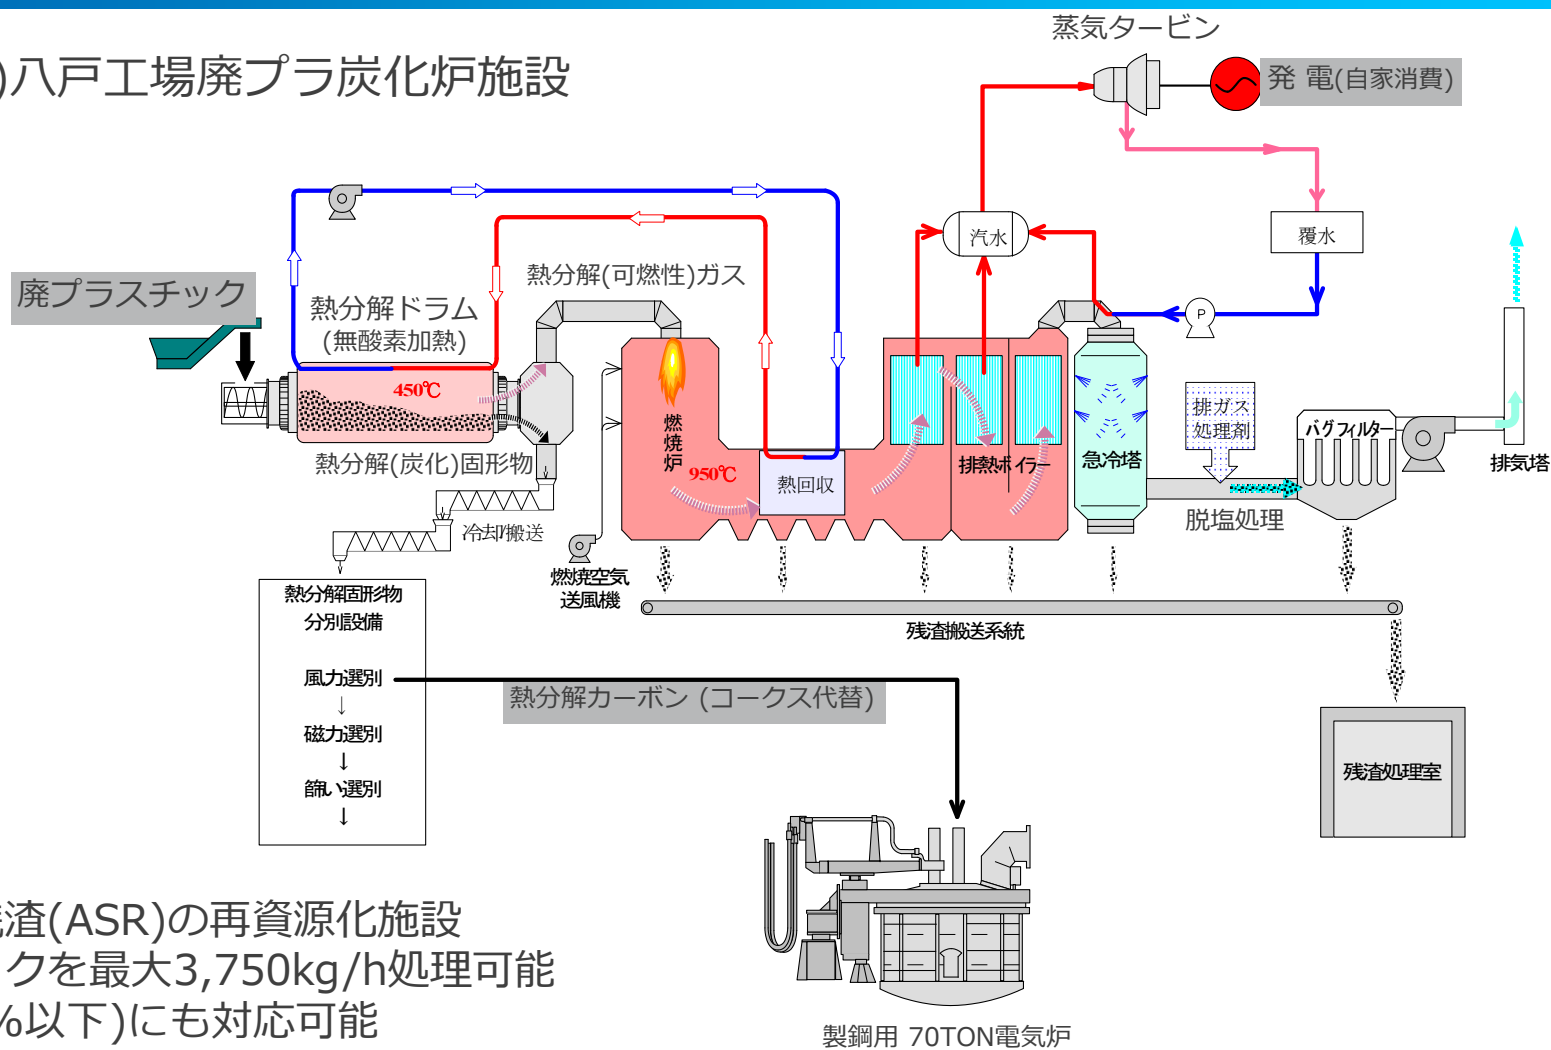 蒸気タービン
)八戸工場廃プラ炭化炉施設
発 電(自家消費)
汽水
覆水
廃プラスチック
熱分解(可燃性)ガス
熱分解ドラム
(無酸素加熱)
P
450℃
燃焼炉
排ガス
処理剤
バグフィルター
熱分解(炭化)固形物
950℃
熱回収
排熱ボイラー
急冷塔
排気塔
冷却搬送
脱塩処理
燃焼空気
送風機
熱分解固形物
分別設備
残渣搬送系統
風力選別
↓
磁力選別
↓
篩い選別
↓
熱分解カーボン (コークス代替)
残渣処理室
渣(ASR)の再資源化施設
クを最大3,750kg/h処理可能
%以下)にも対応可能
製鋼用 70TON電気炉